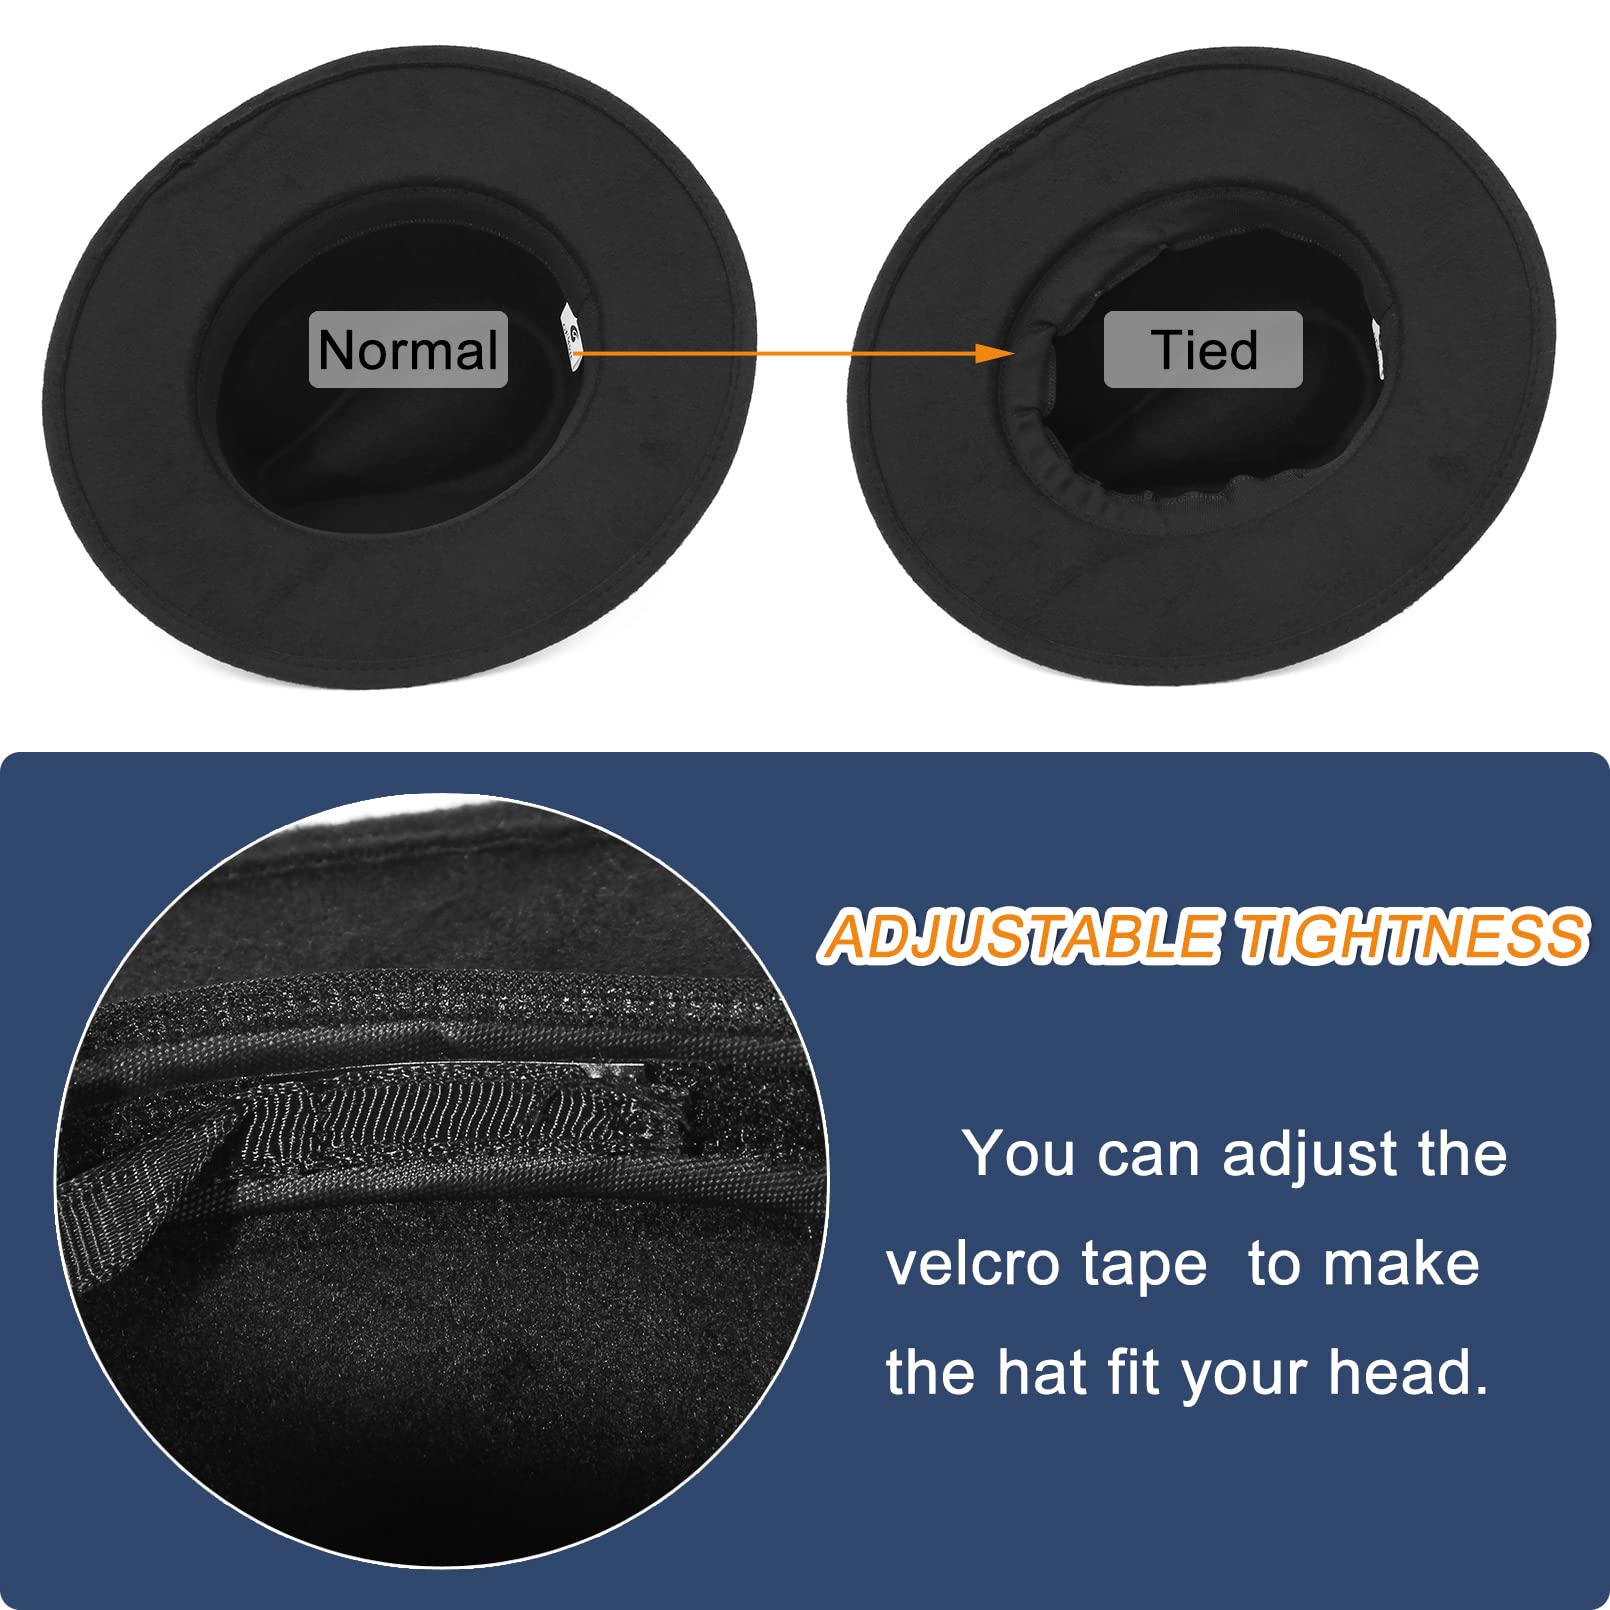 Normal
Tied
ADJUSTABLE TIGHTNESS
You can adjust the
velcro tape to make
the hat fit your head.